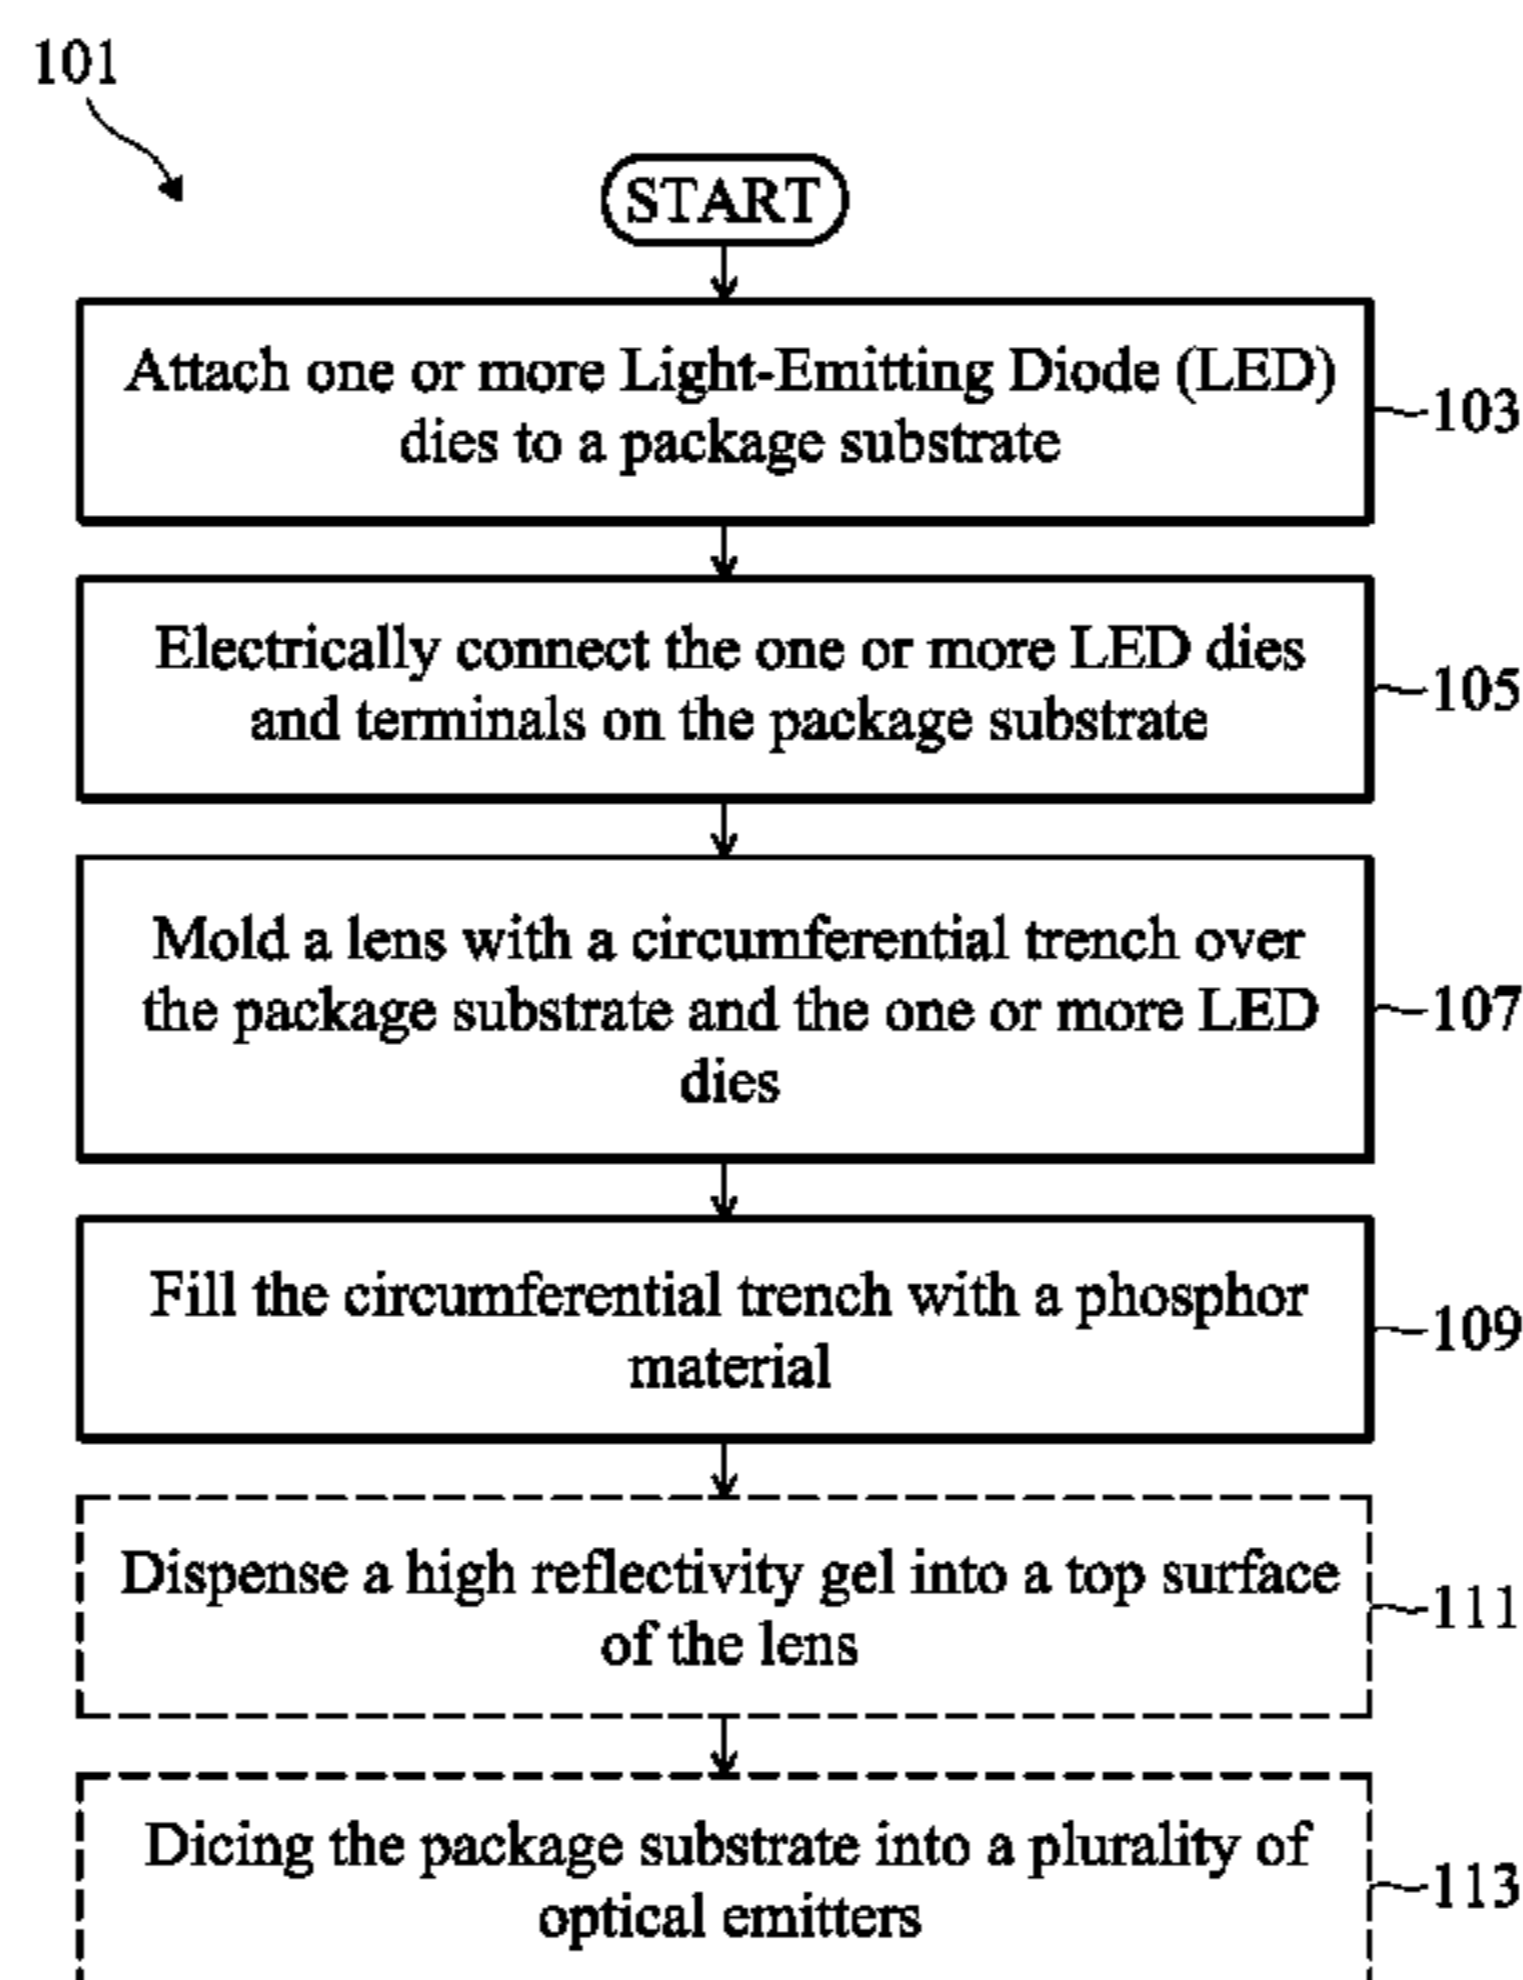 101
START
Attach one or more Light-Emitting Diode (LED)
dies to a package substrate
103
Electrically connect the one or more LED dies
and terminals on the package substrate
105
Mold a lens with a circumferential trench over
the package substrate and the one or more LED
dies
107
Fill the circumferential trench with a phosphor
material
109
Dispense a high reflectivity gel into a top surface
of the lens
111
Dicing the package substrate into a plurality of
optical emitters
113